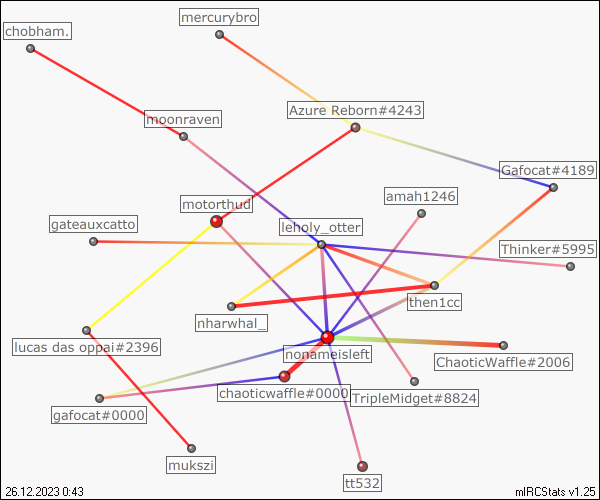 mercurybro
chobham.
Azure Reborn#4243
moonraven
Gafocat#4189
amah1246
motorthud
gateauxcatto
leholy_otter
Thinker#5995
then1cc
nharwhal_
lucas das oppai#2396
nonameisleft
ChaoticWaffle#2006
chaoticwaffle#0000
TripleMidget#8824
gafocat#0000
mukszi
tt532
26.12.2023 0:43
mIRCStats v1.25